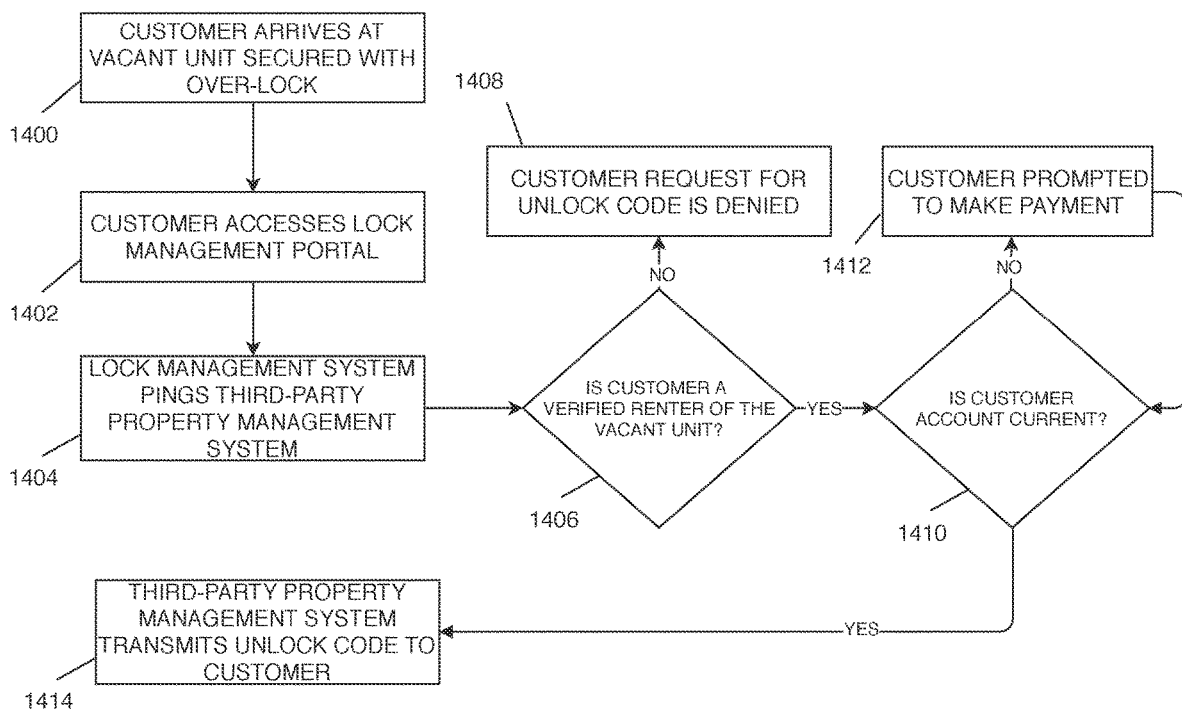 CUSTOMER ARRIVES AT
VACANT UNIT SECURED WITH
OVER-LOCK
1400
CUSTOMER ACCESSES LOCK
MANAGEMENT PORTAL
1402
LOCK MANAGEMENT SYSTEM
PINGS THIRD-PARTY
PROPERTY MANAGEMENT
SYSTEM
1404
1408
CUSTOMER REQUEST FOR
UNLOCK CODE IS DENIED
NO
IS CUSTOMER A
VERIFIED RENTER OF THE
VACANT UNIT?
1406
YES
CUSTOMER PROMPTED
TO MAKE PAYMENT
1412
NO
IS CUSTOMER
ACCOUNT CURRENT?
1410
YES
THIRD-PARTY PROPERTY
MANAGEMENT SYSTEM
TRANSMITS UNLOCK CODE TO
CUSTOMER
1414